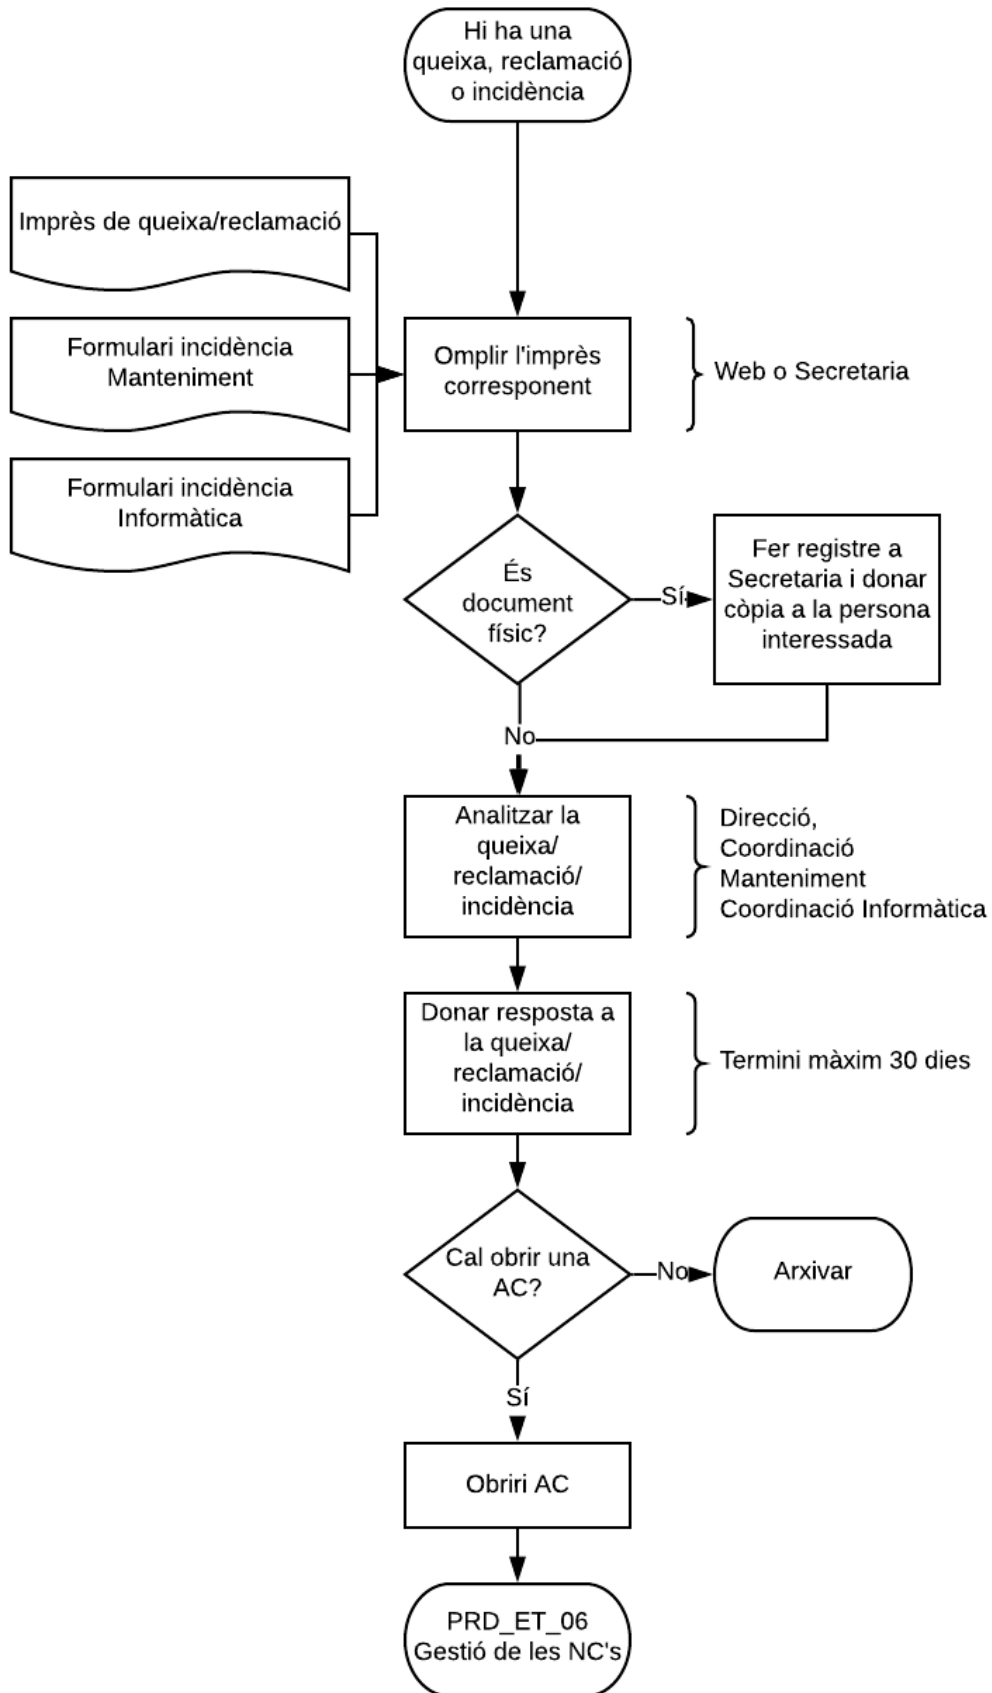 Hi ha una
queixa, reclamació
o incidència
Imprès de queixa/reclamació
Formulari incidència
Manteniment
Formulari incidència
Informàtica
Omplir l'imprès
corresponent
Web o Secretaria
És
document
físic?
Sí
Fer registre a
Secretaria i donar
còpia a la persona
interessada
No
Analitzar la
queixa/
reclamació/
incidència
Direcció,
Coordinació
Manteniment
Coordinació Informàtica
Donar resposta a
la queixa/
reclamació/
incidència
Termini màxim 30 dies
Cal obrir una
AC?
No
Arxivar
Sí
Obriri AC
PRD_ET_06
Gestió de les NC's